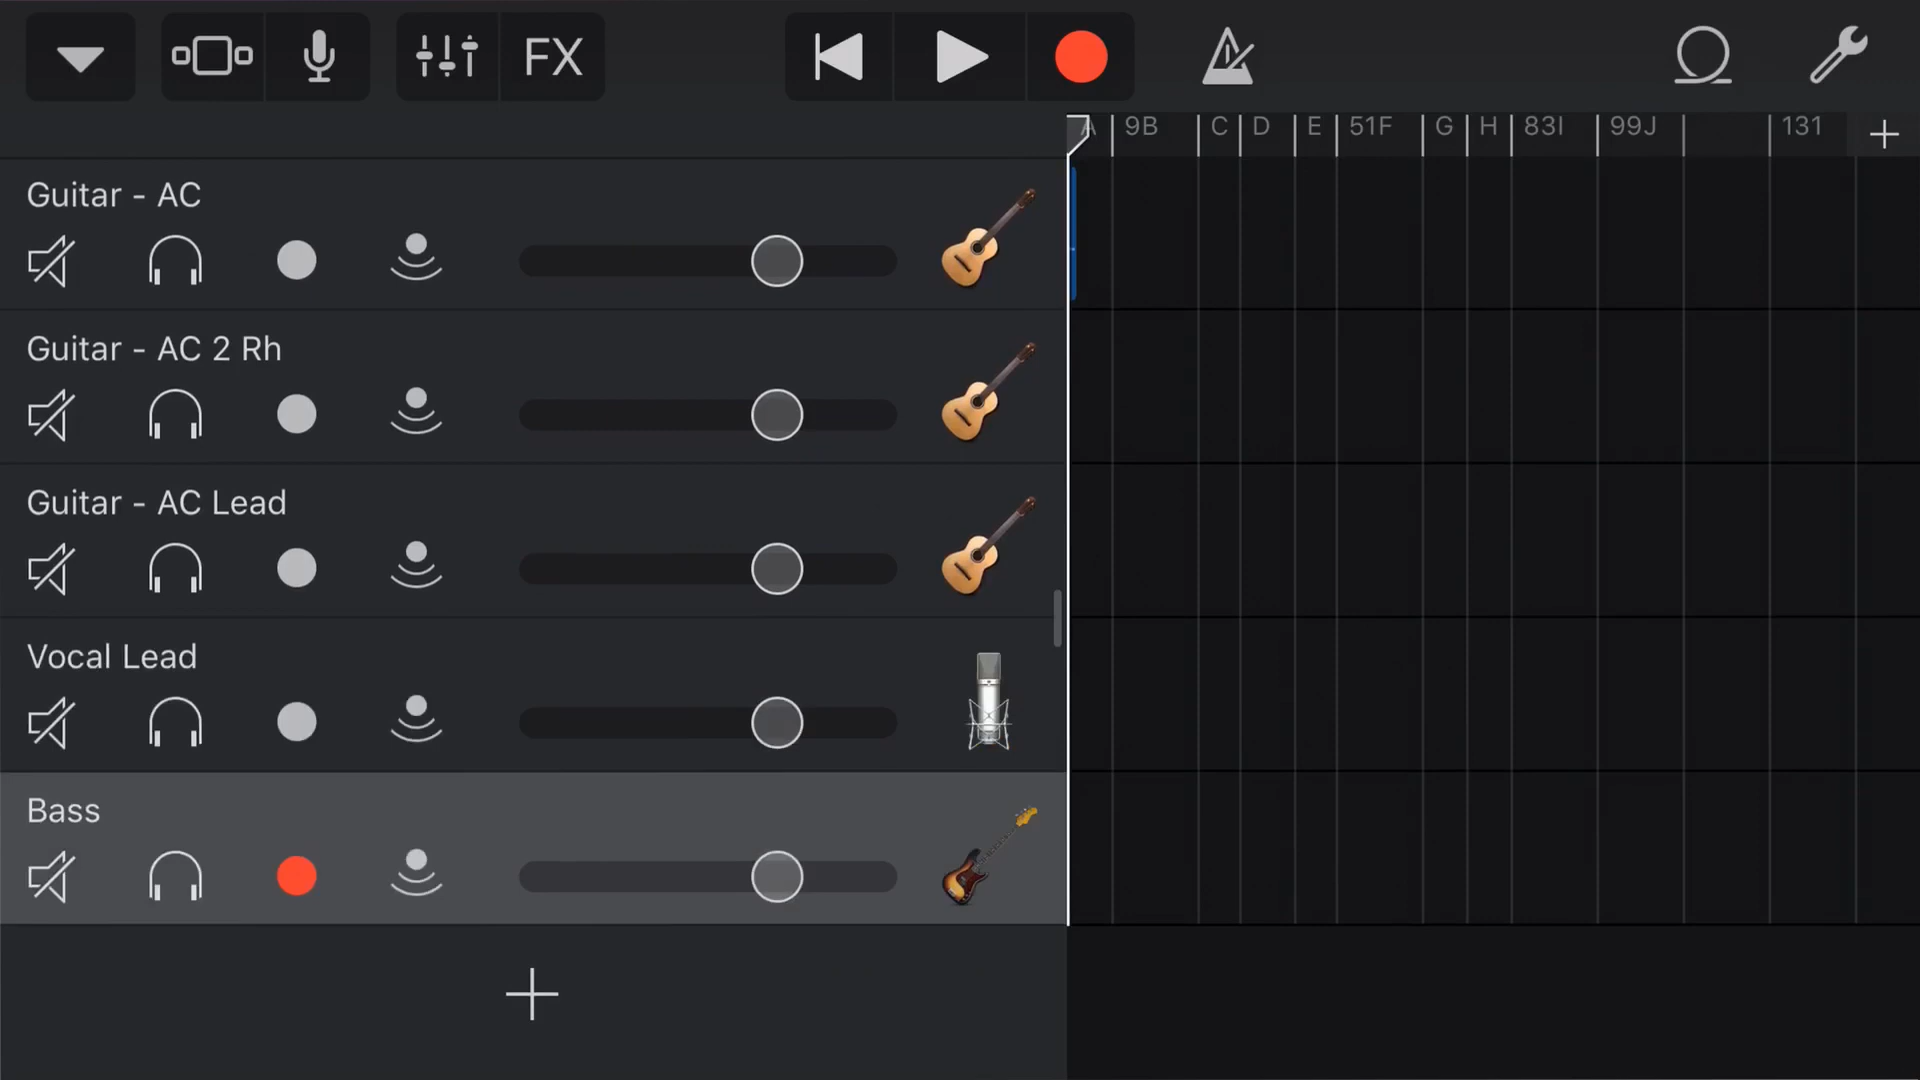 FX
A 9B C D E 51F G H 83I 99J 131
Guitar - AC
Guitar - AC 2 Rh
Guitar - AC Lead
Vocal Lead
Bass